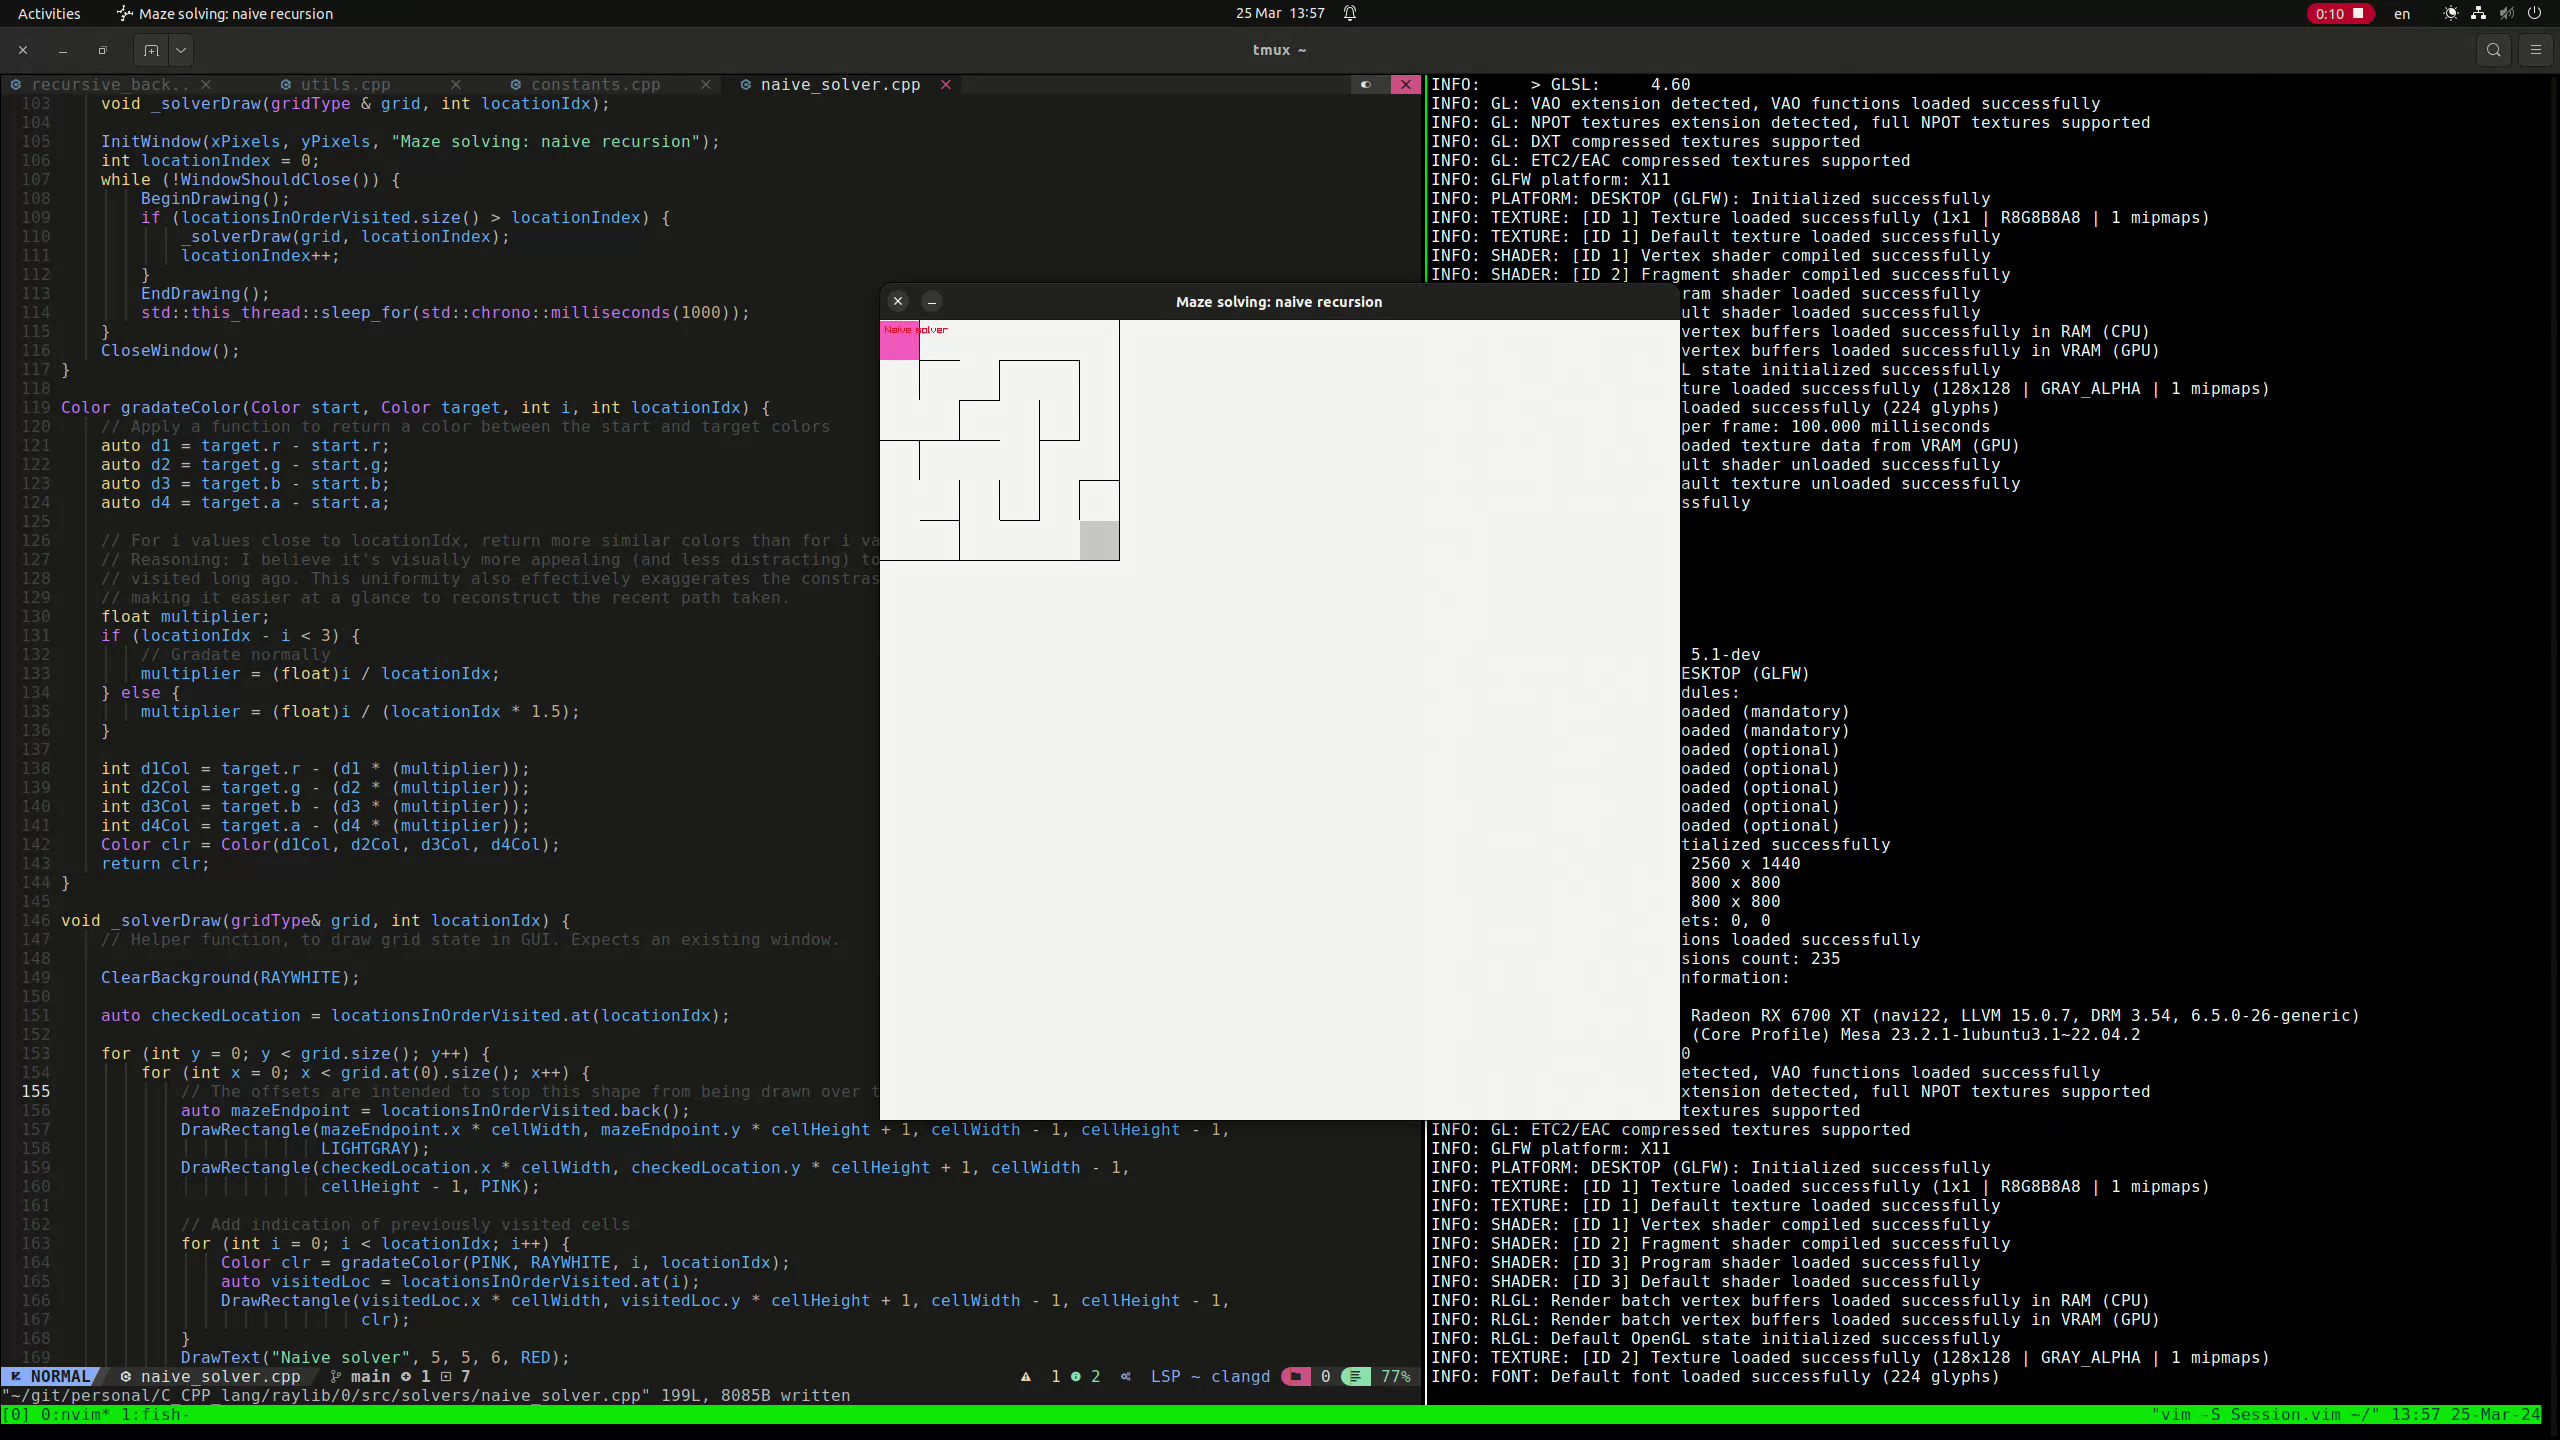 Activities Maze solving: naive recursion 25 Mar 13:57 0:10 en
tmux ~
recursive_back.. utils.cpp constants.cpp naive_solver.cpp
103 void _solverDraw(gridType & grid, int locationIdx);
104
105 InitWindow(xPixels, yPixels, "Maze solving: naive recursion");
106 int locationIndex = 0;
107 while (!WindowShouldClose()) {
108 BeginDrawing();
109 if (locationsInOrderVisited.size() > locationIndex) {
110 _solverDraw(grid, locationIndex);
111 locationIndex++;
112 }
113 EndDrawing();
114 std::this_thread::sleep_for(std::chrono::milliseconds(1000));
115 }
116 CloseWindow();
117 }
118
119 Color gradateColor(Color start, Color target, int i, int locationIdx) {
120 // Apply a function to return a color between the start and target colors
121 auto d1 = target.r - start.r;
122 auto d2 = target.g - start.g;
123 auto d3 = target.b - start.b;
124 auto d4 = target.a - start.a;
125
126 // For i values close to locationIdx, return more similar colors than for i va
127 // Reasoning: I believe it's visually more appealing (and less distracting) to
128 // visited long ago. This uniformity also effectively exaggerates the constras
129 // making it easier at a glance to reconstruct the recent path taken.
130 float multiplier;
131 if (locationIdx - i < 3) {
132 // Gradate normally
133 multiplier = (float)i / locationIdx;
134 } else {
135 multiplier = (float)i / (locationIdx * 1.5);
136 }
137
138 int d1Col = target.r - (d1 * (multiplier));
139 int d2Col = target.g - (d2 * (multiplier));
140 int d3Col = target.b - (d3 * (multiplier));
141 int d4Col = target.a - (d4 * (multiplier));
142 Color clr = Color(d1Col, d2Col, d3Col, d4Col);
143 return clr;
144 }
145
146 void _solverDraw(gridType& grid, int locationIdx) {
147 // Helper function, to draw grid state in GUI. Expects an existing window.
148
149 ClearBackground(RAYWHITE);
150
151 auto checkedLocation = locationsInOrderVisited.at(locationIdx);
152
153 for (int y = 0; y < grid.size(); y++) {
154 for (int x = 0; x < grid.at(0).size(); x++) {
155 // The offsets are intended to stop this shape from being drawn over t
156 auto mazeEndpoint = locationsInOrderVisited.back();
157 DrawRectangle(mazeEndpoint.x * cellWidth, mazeEndpoint.y * cellHeight + 1, cellWidth - 1, cellHeight - 1,
158 LIGHTGRAY);
159 DrawRectangle(checkedLocation.x * cellWidth, checkedLocation.y * cellHeight + 1, cellWidth - 1,
160 cellHeight - 1, PINK);
161
162 // Add indication of previously visited cells
163 for (int i = 0; i < locationIdx; i++) {
164 Color clr = gradateColor(PINK, RAYWHITE, i, locationIdx);
165 auto visitedLoc = locationsInOrderVisited.at(i);
166 DrawRectangle(visitedLoc.x * cellWidth, visitedLoc.y * cellHeight + 1, cellWidth - 1, cellHeight - 1,
167 clr);
168 }
169 DrawText("Naive solver", 5, 5, 6, RED);
NORMAL naive_solver.cpp main 1 7 1 2 LSP ~ clangd 0 77%
"~/git/personal/C_CPP_lang/raylib/0/src/solvers/naive_solver.cpp" 199L, 8085B written
Maze solving: naive recursion
Naive solver
INFO: > GLSL: 4.60
INFO: GL: VAO extension detected, VAO functions loaded successfully
INFO: GL: NPOT textures extension detected, full NPOT textures supported
INFO: GL: DXT compressed textures supported
INFO: GL: ETC2/EAC compressed textures supported
INFO: GLFW platform: X11
INFO: PLATFORM: DESKTOP (GLFW): Initialized successfully
INFO: TEXTURE: [ID 1] Texture loaded successfully (1x1 | R8G8B8A8 | 1 mipmaps)
INFO: TEXTURE: [ID 1] Default texture loaded successfully
INFO: SHADER: [ID 1] Vertex shader compiled successfully
INFO: SHADER: [ID 2] Fragment shader compiled successfully
ram shader loaded successfully
ult shader loaded successfully
vertex buffers loaded successfully in RAM (CPU)
vertex buffers loaded successfully in VRAM (GPU)
L state initialized successfully
ture loaded successfully (128x128 | GRAY_ALPHA | 1 mipmaps)
loaded successfully (224 glyphs)
per frame: 100.000 milliseconds
oaded texture data from VRAM (GPU)
ult shader unloaded successfully
ault texture unloaded successfully
ssfully
5.1-dev
ESKTOP (GLFW)
dules:
oaded (mandatory)
oaded (mandatory)
oaded (optional)
oaded (optional)
oaded (optional)
oaded (optional)
oaded (optional)
tialized successfully
2560 x 1440
800 x 800
800 x 800
ets: 0, 0
ions loaded successfully
sions count: 235
nformation:
Radeon RX 6700 XT (navi22, LLVM 15.0.7, DRM 3.54, 6.5.0-26-generic)
(Core Profile) Mesa 23.2.1-1ubuntu3.1~22.04.2
0
etected, VAO functions loaded successfully
xtension detected, full NPOT textures supported
textures supported
INFO: GL: ETC2/EAC compressed textures supported
INFO: GLFW platform: X11
INFO: PLATFORM: DESKTOP (GLFW): Initialized successfully
INFO: TEXTURE: [ID 1] Texture loaded successfully (1x1 | R8G8B8A8 | 1 mipmaps)
INFO: TEXTURE: [ID 1] Default texture loaded successfully
INFO: SHADER: [ID 1] Vertex shader compiled successfully
INFO: SHADER: [ID 2] Fragment shader compiled successfully
INFO: SHADER: [ID 3] Program shader loaded successfully
INFO: SHADER: [ID 3] Default shader loaded successfully
INFO: RLGL: Render batch vertex buffers loaded successfully in RAM (CPU)
INFO: RLGL: Render batch vertex buffers loaded successfully in VRAM (GPU)
INFO: RLGL: Default OpenGL state initialized successfully
INFO: TEXTURE: [ID 2] Texture loaded successfully (128x128 | GRAY_ALPHA | 1 mipmaps)
INFO: FONT: Default font loaded successfully (224 glyphs)
[0] 0:nvim* 1:fish- "vim -S Session.vim ~/" 13:57 25-Mar-24